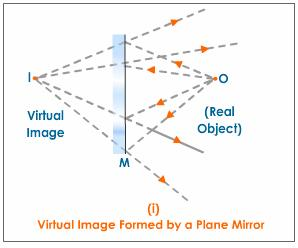 I
O
Virtual
Image
(Real
Object)
M
(i)
Virtual Image Formed by a Plane Mirror